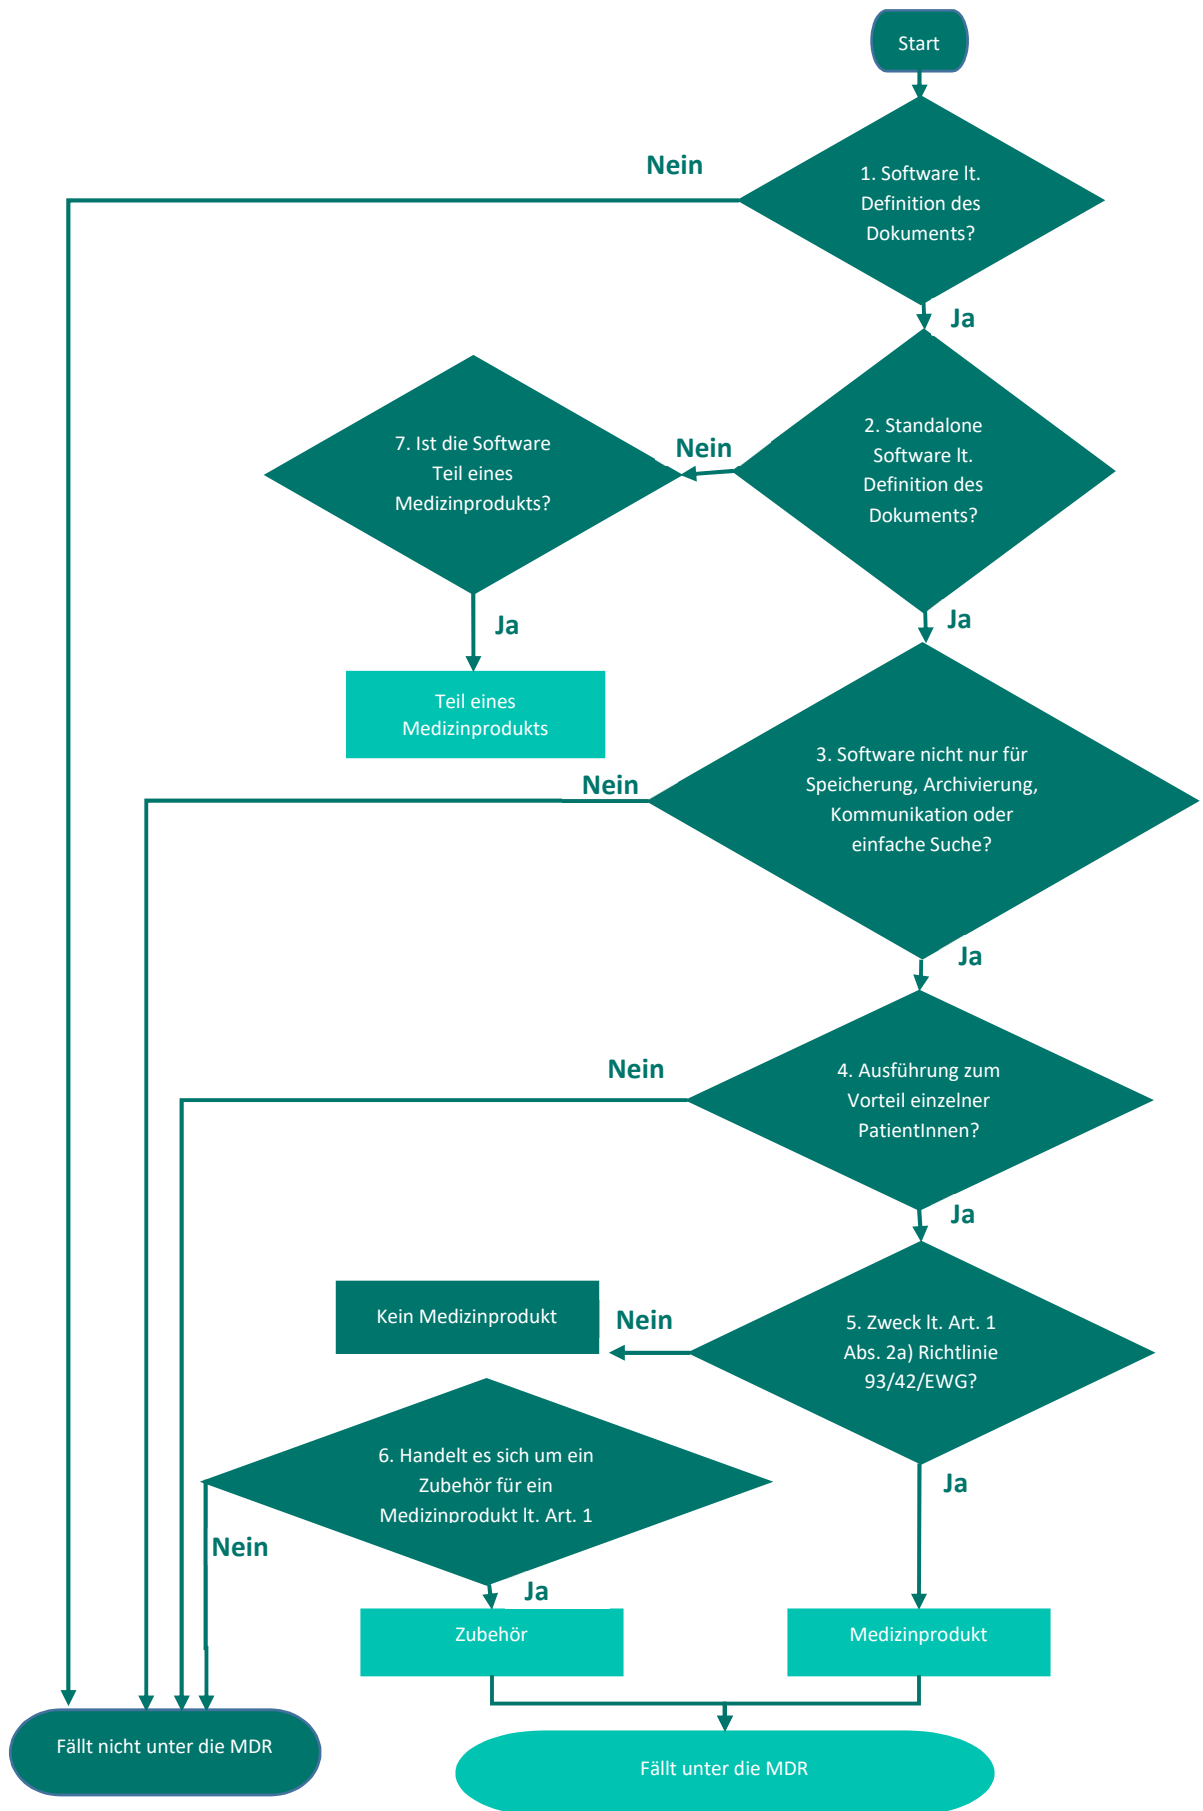 Start
Nein
1. Software lt.
Definition des
Dokuments?
Ja
7. Ist die Software
Teil eines
Medizinprodukts?
Nein
2. Standalone
Software lt.
Definition des
Dokuments?
Ja
Ja
Teil eines
Medizinprodukts
Nein
3. Software nicht nur für
Speicherung, Archivierung,
Kommunikation oder
einfache Suche?
Ja
Nein
4. Ausführung zum
Vorteil einzelner
PatientInnen?
Ja
Kein Medizinprodukt
Nein
5. Zweck lt. Art. 1
Abs. 2a) Richtlinie
93/42/EWG?
Ja
6. Handelt es sich um ein
Zubehör für ein
Medizinprodukt lt. Art. 1
Nein
Ja
Zubehör
Medizinprodukt
Fällt nicht unter die MDR
Fällt unter die MDR